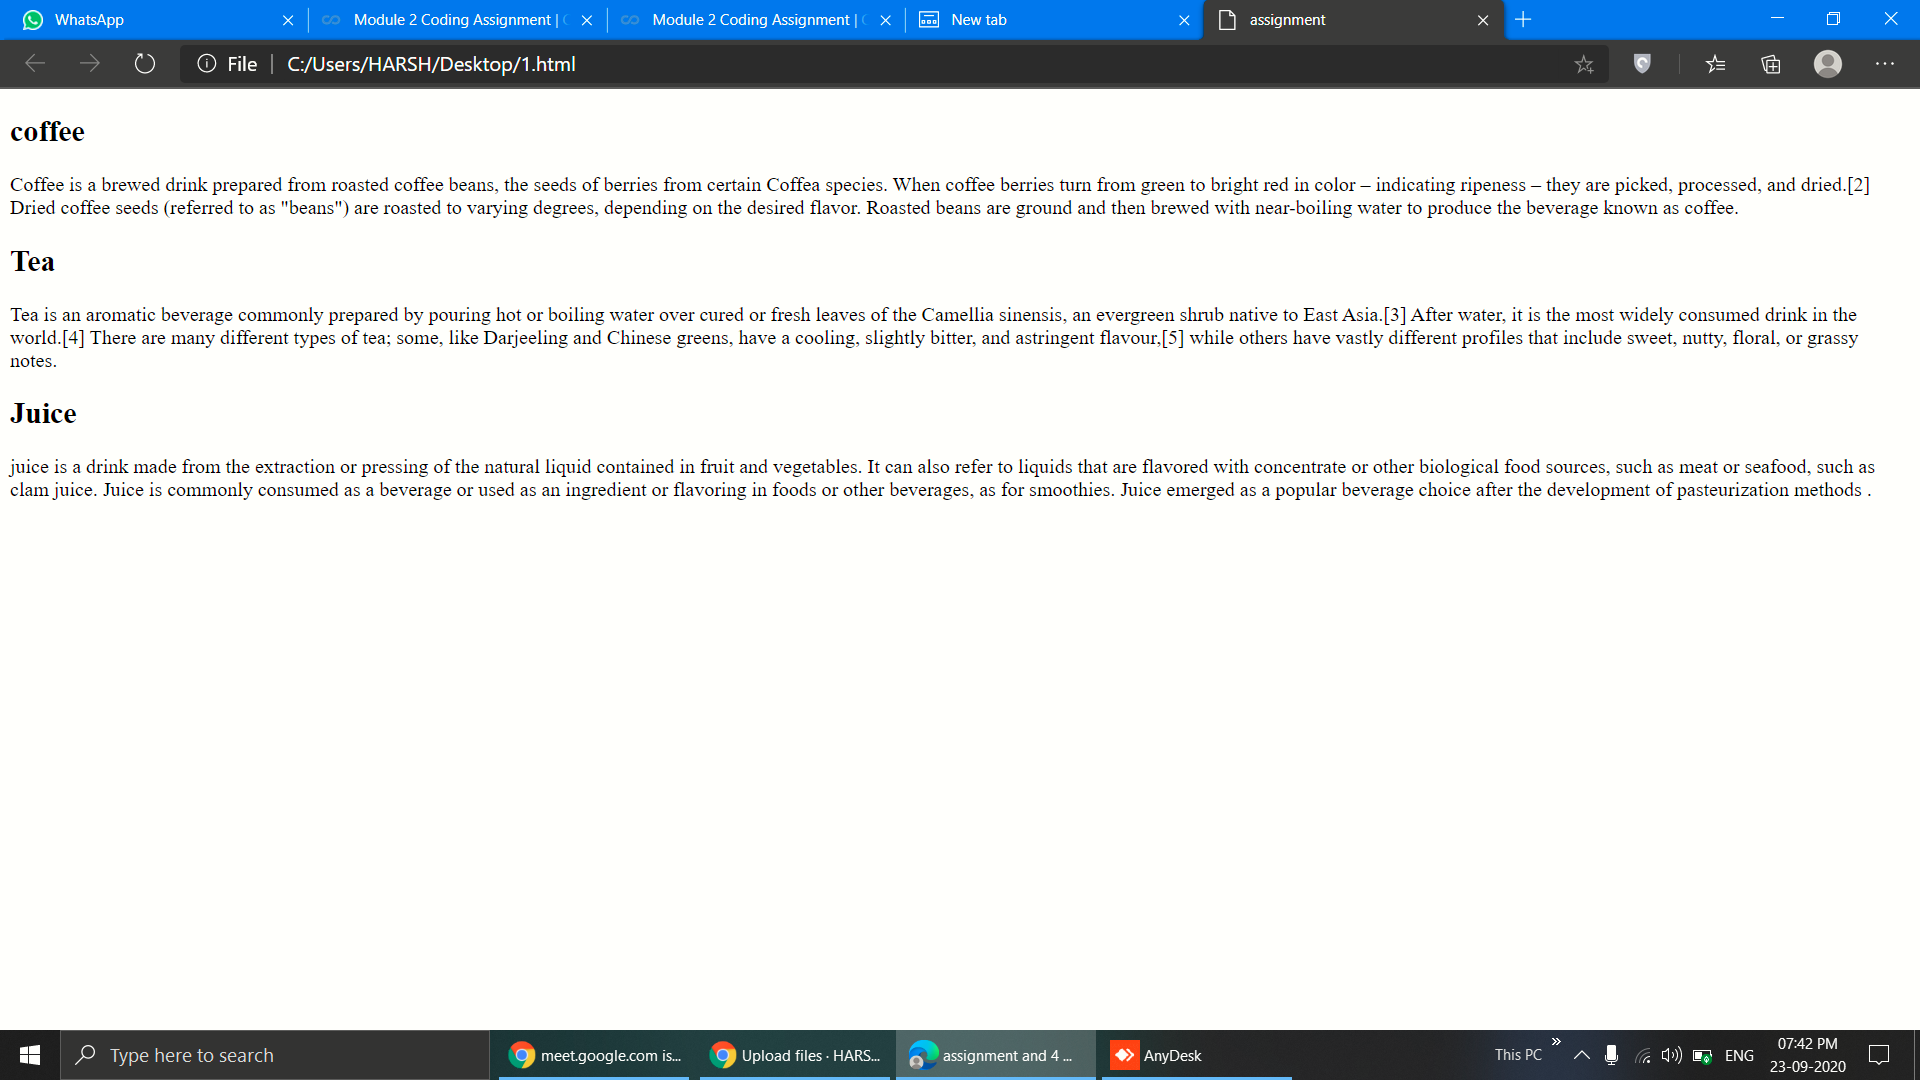 WhatsApp
Module 2 Coding Assignment |
Module 2 Coding Assignment |
New tab
assignment
File
C:/Users/HARSH/Desktop/1.html
coffee
Coffee is a brewed drink prepared from roasted coffee beans, the seeds of berries from certain Coffea species. When coffee berries turn from green to bright red in color – indicating ripeness – they are picked, processed, and dried.[2]
Dried coffee seeds (referred to as "beans") are roasted to varying degrees, depending on the desired flavor. Roasted beans are ground and then brewed with near-boiling water to produce the beverage known as coffee.
Tea
Tea is an aromatic beverage commonly prepared by pouring hot or boiling water over cured or fresh leaves of the Camellia sinensis, an evergreen shrub native to East Asia.[3] After water, it is the most widely consumed drink in the
world.[4] There are many different types of tea; some, like Darjeeling and Chinese greens, have a cooling, slightly bitter, and astringent flavour,[5] while others have vastly different profiles that include sweet, nutty, floral, or grassy
notes.
Juice
juice is a drink made from the extraction or pressing of the natural liquid contained in fruit and vegetables. It can also refer to liquids that are flavored with concentrate or other biological food sources, such as meat or seafood, such as
clam juice. Juice is commonly consumed as a beverage or used as an ingredient or flavoring in foods or other beverages, as for smoothies. Juice emerged as a popular beverage choice after the development of pasteurization methods .
Type here to search
meet.google.com is...
Upload files · HARS...
assignment and 4 ...
AnyDesk
This PC
ENG
07:42 PM
23-09-2020